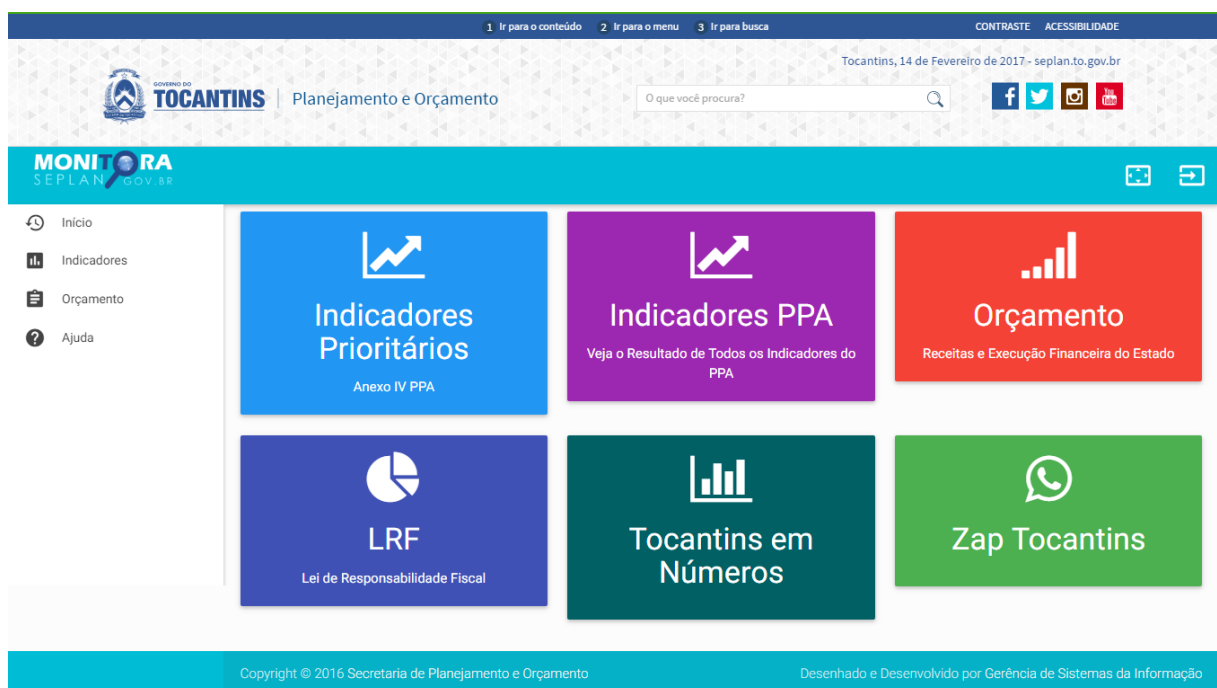 1 Ir para o conteúdo 2 Ir para o menu 3 Ir para busca CONTRASTE ACESSIBILIDADE
Tocantins, 14 de Fevereiro de 2017 - seplan.to.gov.br
GOVERNO DO
TOCANTINS
Planejamento e Orçamento
O que você procura?
You Tube
MONITORA
SEPLAN GOV.BR
Início
Indicadores
Orçamento
Ajuda
Indicadores
Prioritários
Anexo IV PPA
Indicadores PPA
Veja o Resultado de Todos os Indicadores do
PPA
Orçamento
Receitas e Execução Financeira do Estado
LRF
Lei de Responsabilidade Fiscal
Tocantins em
Números
Zap Tocantins
Copyright © 2016 Secretaria de Planejamento e Orçamento
Desenhado e Desenvolvido por Gerência de Sistemas da Informação